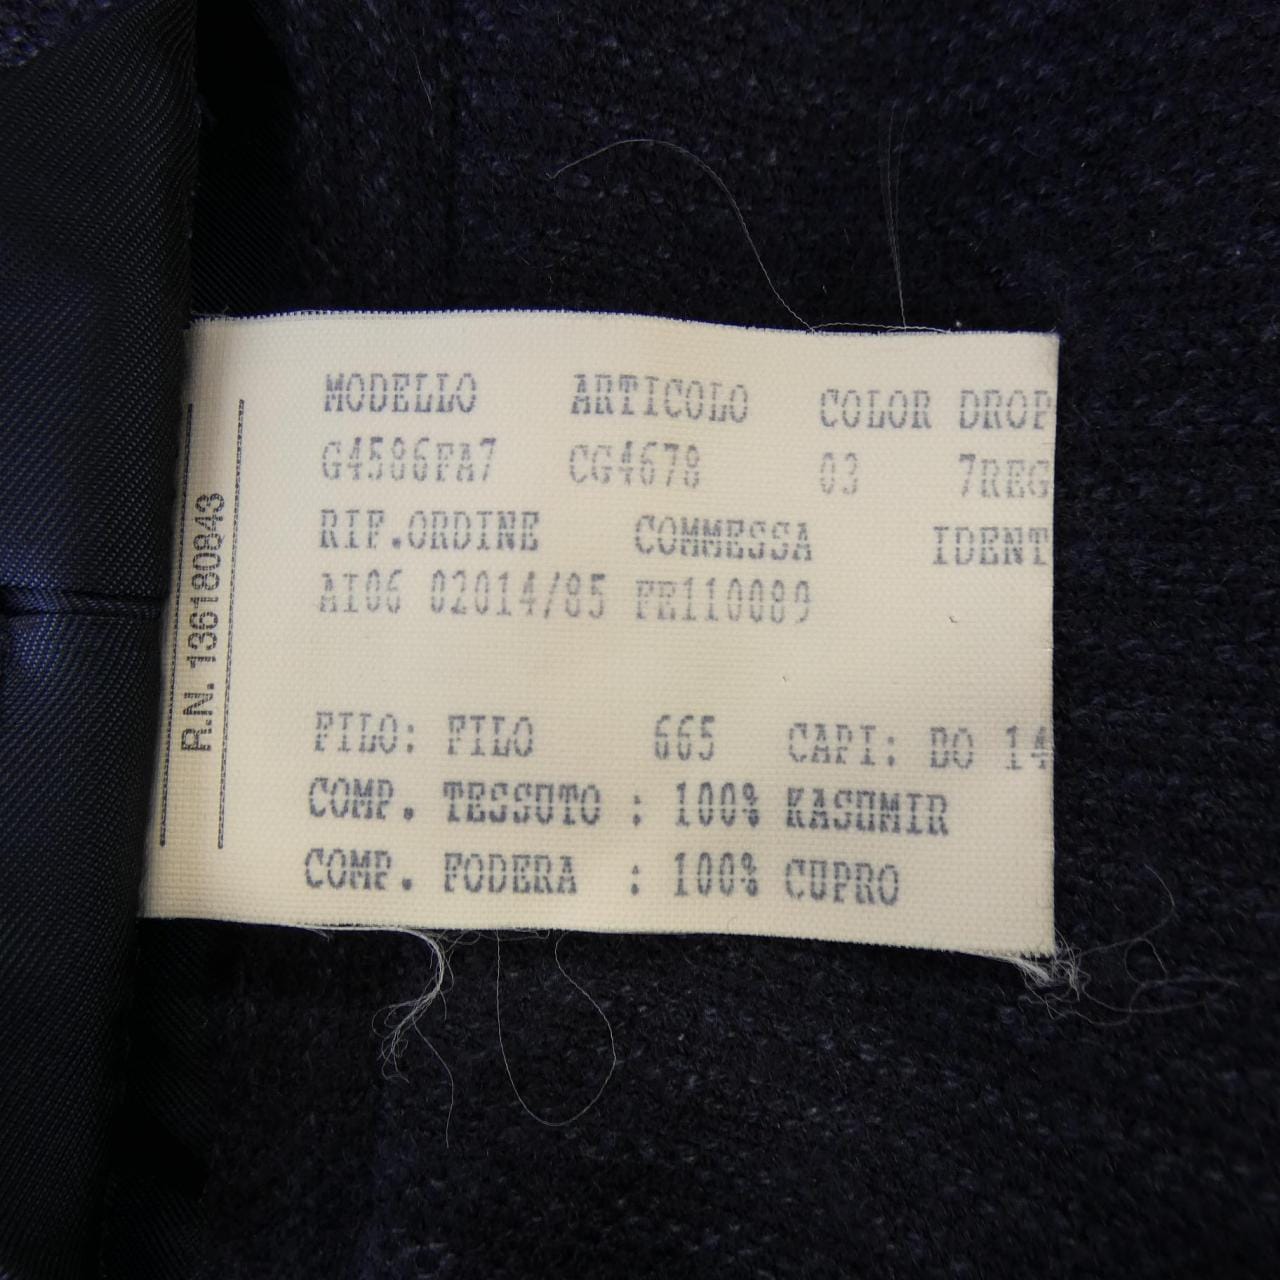 MODELLO ARTICOLO COLOR DROP
G4586FA7 CG4678 03 7REG
RIF.ORDINE COMMESSA IDENT
AI06 02014/85 FE110089
FILO: FILO 665 CAPI: DO 14
COMP. TESSUTO : 100% KASHMIR
COMP. FODERA : 100% CUPRO
R.N. 136180843